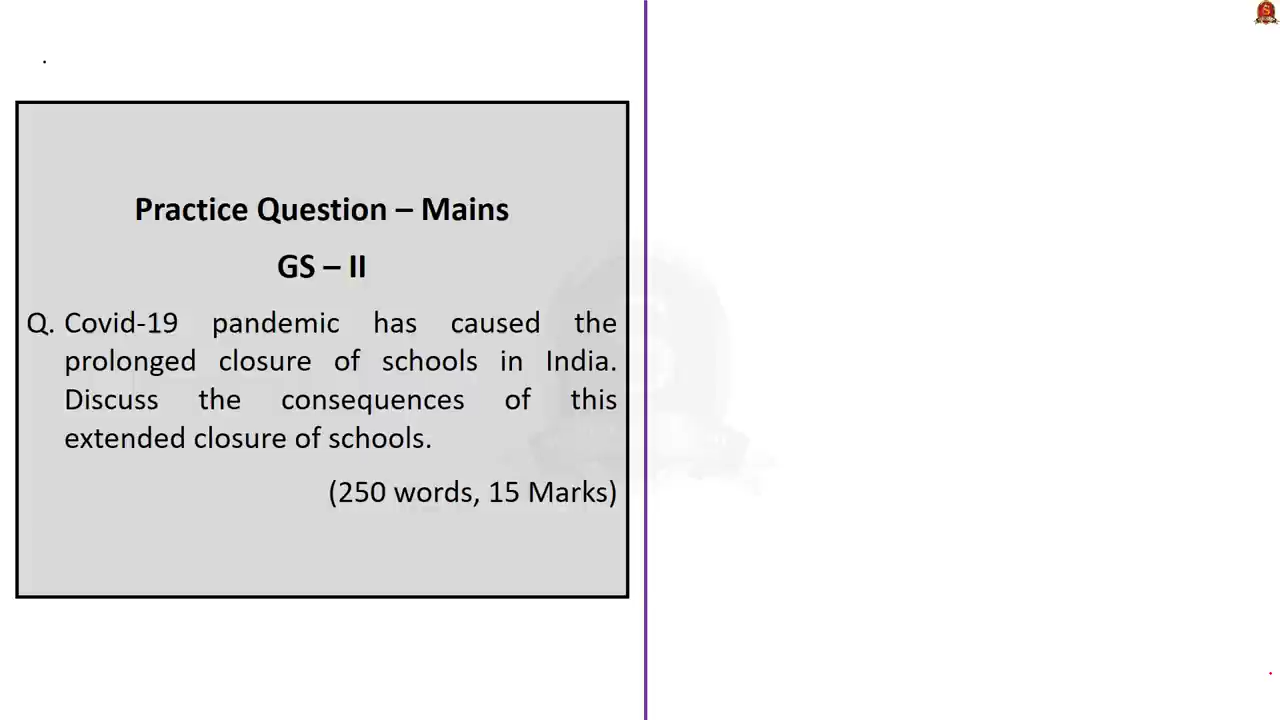 Practice Question – Mains
GS – II
Q. Covid-19 pandemic has caused the
prolonged closure of schools in India.
Discuss the consequences of this
extended closure of schools.
(250 words, 15 Marks)